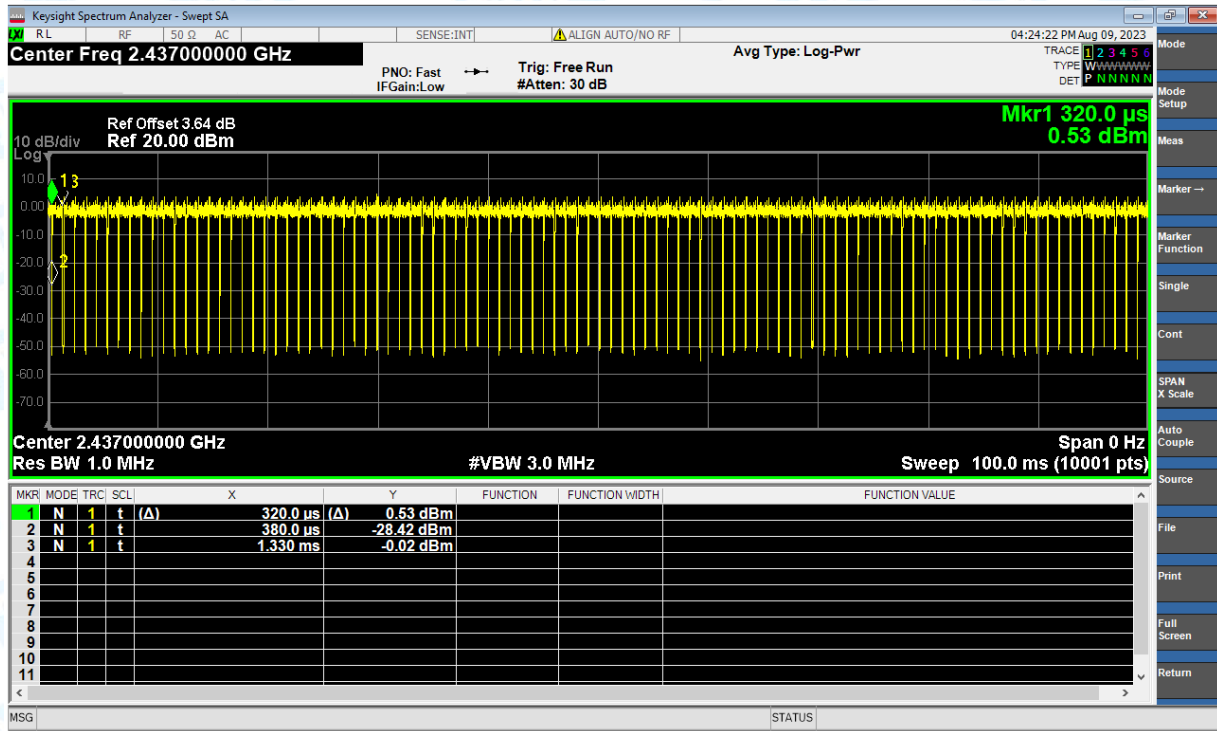 Keysight Spectrum Analyzer - Swept SA
LXI RL RF 50 Ω AC SENSE:INT ALIGN AUTO/NO RF 04:24:22 PM Aug 09, 2023
Center Freq 2.437000000 GHz
PNO: Fast
IFGain:Low
Trig: Free Run
#Atten: 30 dB
Avg Type: Log-Pwr
TRACE 1 2 3 4 5 6
TYPE WWWWWW
DET P N N N N N
Mkr1 320.0 µs
0.53 dBm
Ref Offset 3.64 dB
10 dB/div Ref 20.00 dBm
Log
10.0
0.00
-10.0
-20.0
-30.0
-40.0
-50.0
-60.0
-70.0
1 3
2
Center 2.437000000 GHz Span 0 Hz
Res BW 1.0 MHz #VBW 3.0 MHz Sweep 100.0 ms (10001 pts)
MKR MODE TRC SCL X Y FUNCTION FUNCTION WIDTH FUNCTION VALUE
1 N 1 t (Δ) 320.0 µs (Δ) 0.53 dBm
2 N 1 t 380.0 µs -28.42 dBm
3 N 1 t 1.330 ms -0.02 dBm
4
5
6
7
8
9
10
11
MSG STATUS
Mode
Mode
Setup
Meas
Marker →
Marker
Function
Single
Cont
SPAN
X Scale
Auto
Couple
Source
File
Print
Full
Screen
Return